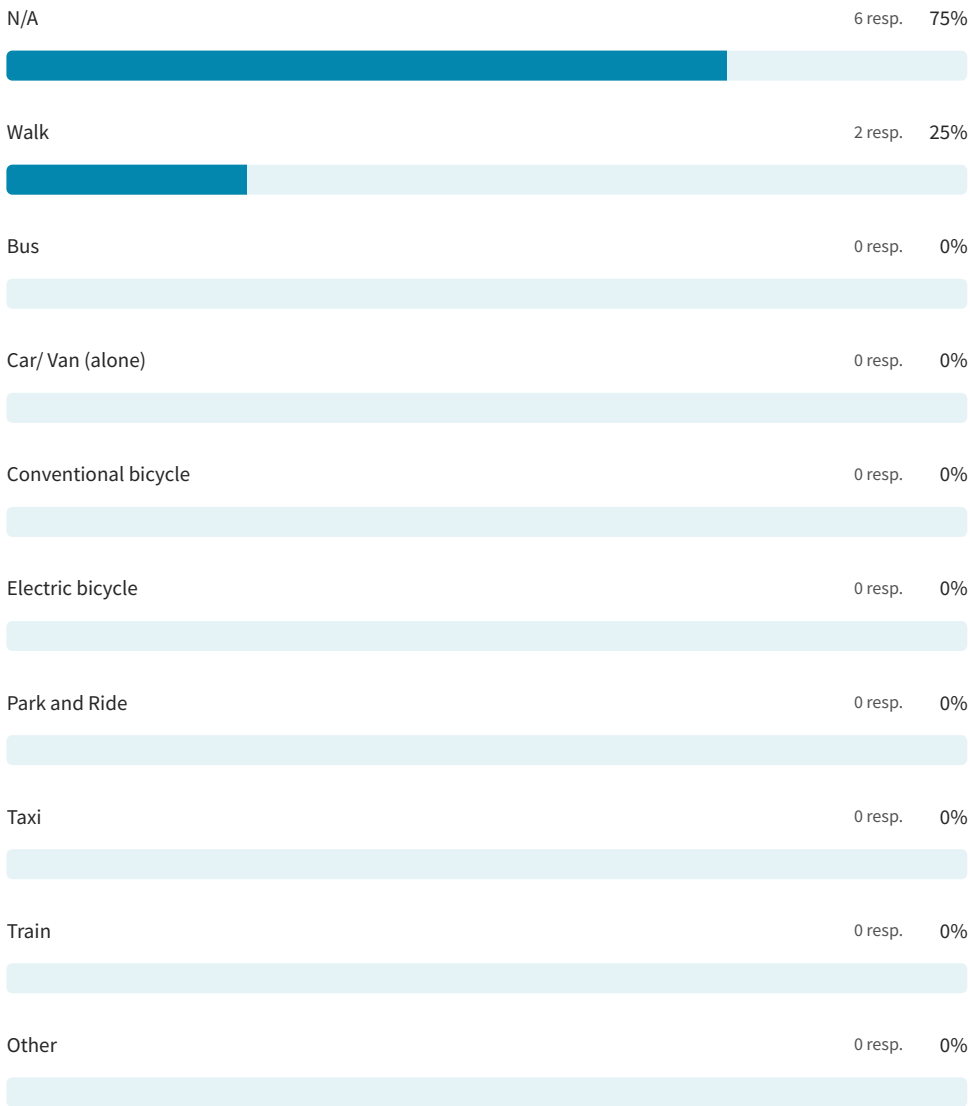 N/A 6 resp. 75%
Walk 2 resp. 25%
Bus 0 resp. 0%
Car/ Van (alone) 0 resp. 0%
Conventional bicycle 0 resp. 0%
Electric bicycle 0 resp. 0%
Park and Ride 0 resp. 0%
Taxi 0 resp. 0%
Train 0 resp. 0%
Other 0 resp. 0%